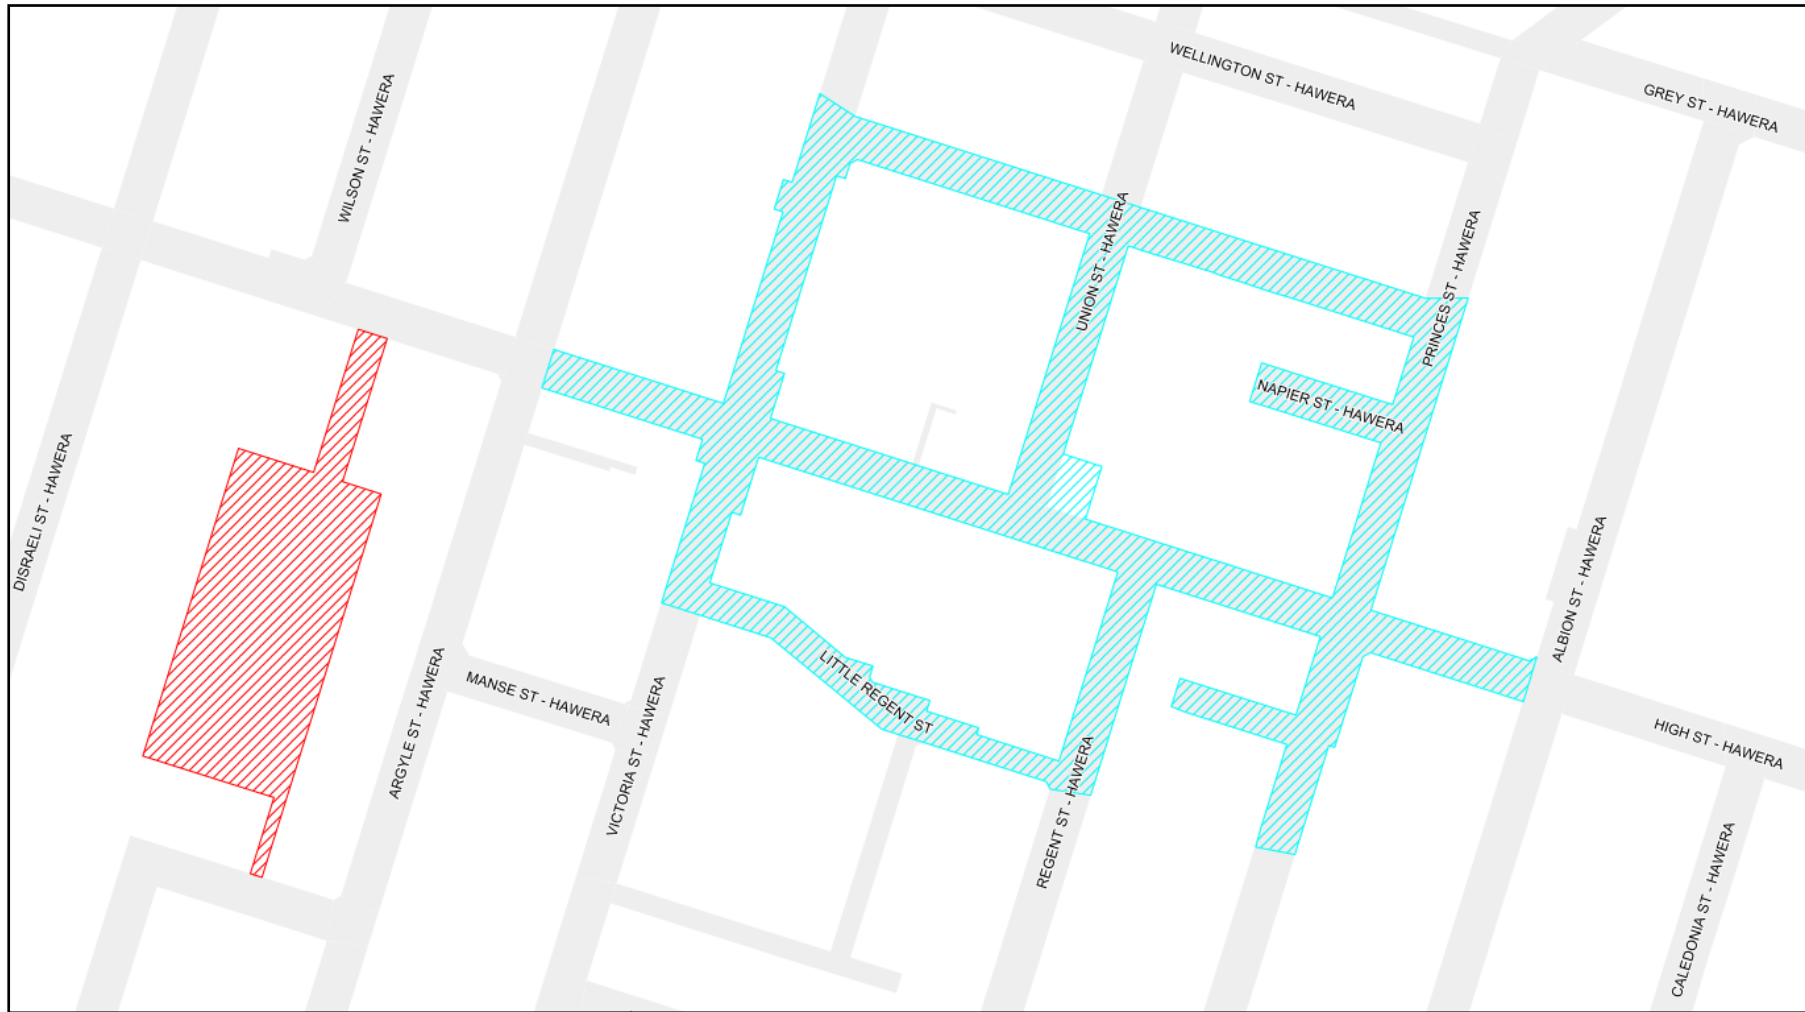 WELLINGTON ST - HAWERA
GREY ST - HAWERA
WILSON ST - HAWERA
UNION ST - HAWERA
PRINCES ST - HAWERA
NAPIER ST - HAWERA
DISRAELI ST - HAWERA
ALBION ST - HAWERA
ARGYLE ST - HAWERA
MANSE ST - HAWERA
VICTORIA ST - HAWERA
LITTLE REGENT ST
REGENT ST - HAWERA
HIGH ST - HAWERA
CALEDONIA ST - HAWERA